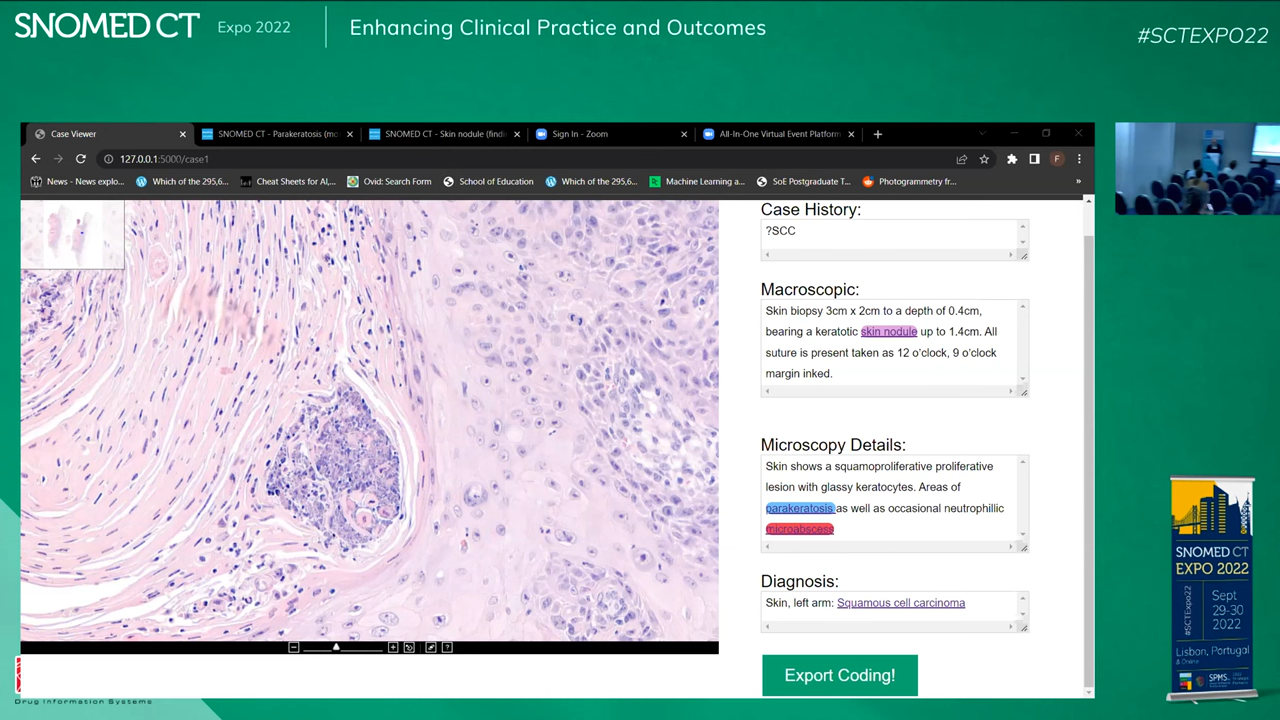 SNOMED CT Expo 2022 Enhancing Clinical Practice and Outcomes #SCTEXPO22
Case Viewer
SNOMED CT - Parakeratosis (mo
SNOMED CT - Skin nodule (findi
Sign In - Zoom
All-In-One Virtual Event Platform
127.0.0.1:5000/case1
F
News - News explo...
Which of the 295,6...
Cheat Sheets for AI,...
Ovid: Search Form
School of Education
Which of the 295,6...
Machine Learning a...
SoE Postgraduate T...
Photogrammetry fr...
»
Case History:
?SCC
Macroscopic:
Skin biopsy 3cm x 2cm to a depth of 0.4cm,
bearing a keratotic skin nodule up to 1.4cm. All
suture is present taken as 12 o'clock, 9 o'clock
margin inked.
Microscopy Details:
Skin shows a squamoproliferative proliferative
lesion with glassy keratocytes. Areas of
parakeratosis as well as occasional neutrophillic
microabscess
Diagnosis:
Skin, left arm: Squamous cell carcinoma
Export Coding!
Drug Information Systems
SNOMED CT
EXPO 2022
#SCTExpo22
Sept
29-30
2022
Lisbon, Portugal
& Online
SPMS